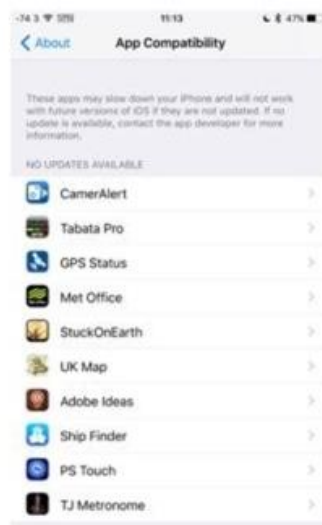 -74 3 11:13 47%
About App Compatibility
These apps may slow down your iPhone and will not work
with future versions of iOS if they are not updated. If no
update is available, contact the app developer for more
information.
NO UPDATES AVAILABLE
CamerAlert
Tabata Pro
GPS Status
Met Office
StuckOnEarth
UK Map
Adobe Ideas
Ship Finder
PS Touch
TJ Metronome